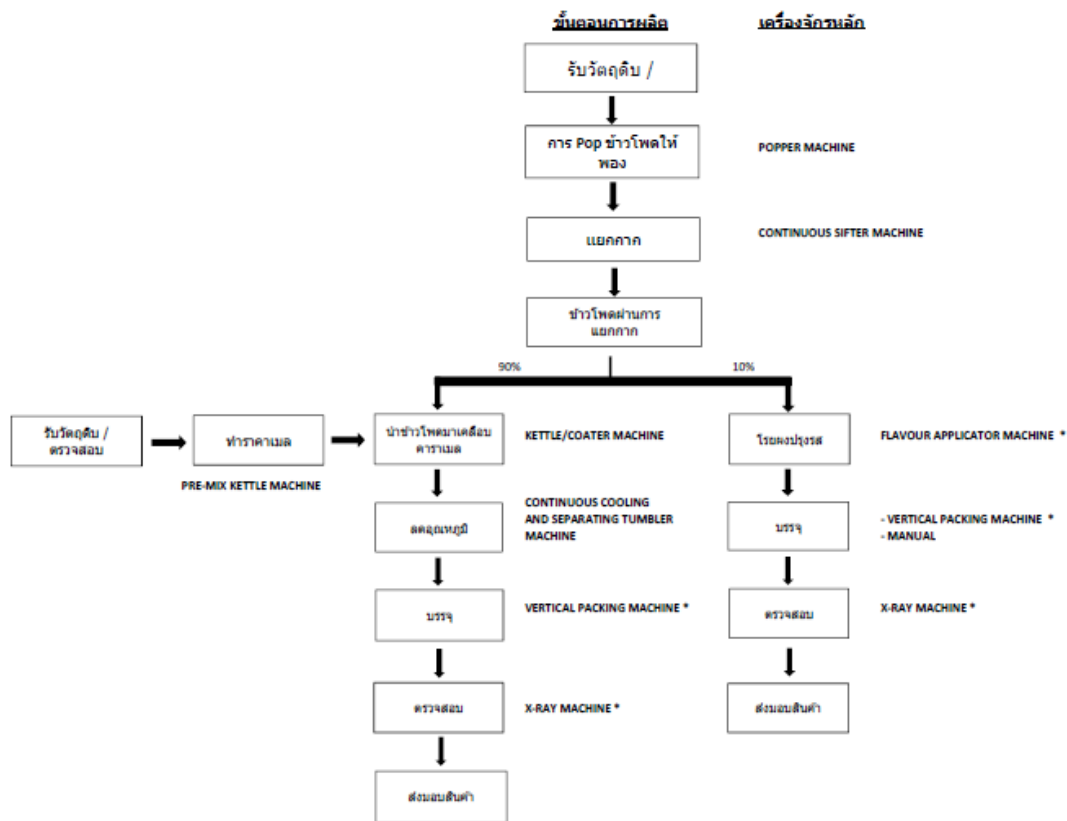 ขั้นตอนการผลิต
เครื่องจักรหลัก
รับวัตถุดิบ /
การ Pop ข้าวโพดให้
พอง
POPPER MACHINE
แยกกาก
CONTINUOUS SIFTER MACHINE
ข้าวโพดผ่านการ
แยกกาก
90%
10%
รับวัตถุดิบ /
ตรวจสอบ
ทำราคาเมล
PRE-MIX KETTLE MACHINE
นำข้าวโพดมาเคลือบ
คาราเมล
KETTLE/COATER MACHINE
โรยผงปรุงรส
FLAVOUR APPLICATOR MACHINE *
ลดอุณหภูมิ
CONTINUOUS COOLING
AND SEPARATING TUMBLER
MACHINE
บรรจุ
- VERTICAL PACKING MACHINE *
- MANUAL
บรรจุ
VERTICAL PACKING MACHINE *
ตรวจสอบ
X-RAY MACHINE *
ตรวจสอบ
X-RAY MACHINE *
ส่งมอบสินค้า
ส่งมอบสินค้า